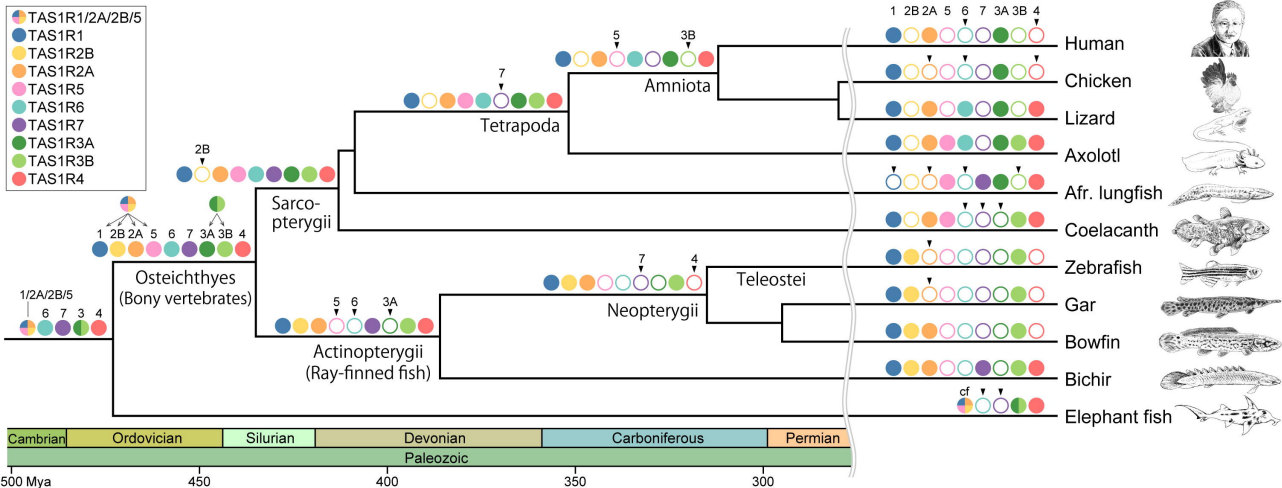 TAS1R1/2A/2B/5
TAS1R1
TAS1R2B
TAS1R2A
TAS1R5
TAS1R6
TAS1R7
TAS1R3A
TAS1R3B
TAS1R4
1 2B 2A 5 6 7 3A 3B 4
Human
5 3B
Amniota
Chicken
7
Tetrapoda
Lizard
Axolotl
2B
Sarco-
pterygii
Afr. lungfish
Coelacanth
1 2B 2A 5 6 7 3A 3B 4
Osteichthyes
(Bony vertebrates)
7 4
Teleostei
Zebrafish
Neopterygii
Gar
1/2A/2B/5
6 7 3 4
5 6 3A
Actinopterygii
(Ray-finned fish)
Bowfin
Bichir
cf
Elephant fish
Cambrian Ordovician Silurian Devonian Carboniferous Permian
Paleozoic
500 Mya 450 400 350 300